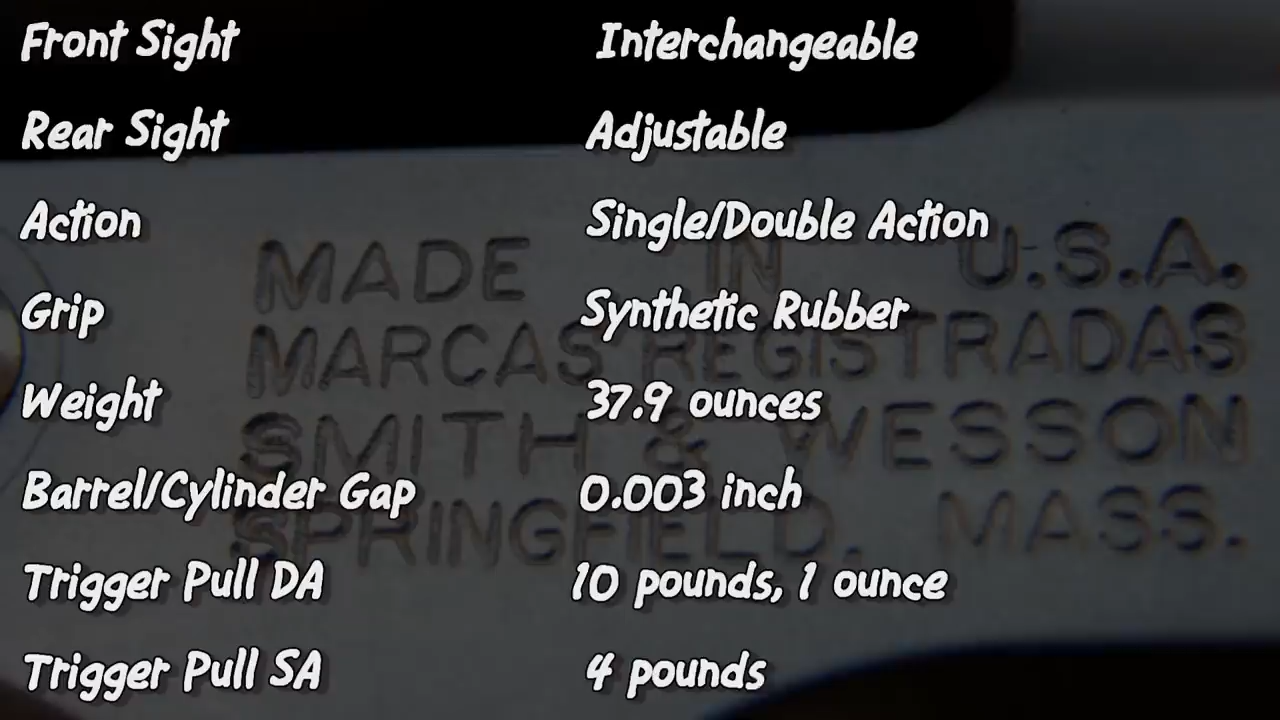 Front Sight Interchangeable
Rear Sight Adjustable
Action Single/Double Action
Grip Synthetic Rubber
Weight 37.9 ounces
Barrel/Cylinder Gap 0.003 inch
Trigger Pull DA 10 pounds, 1 ounce
Trigger Pull SA 4 pounds
MADE IN U.S.A.
MARCAS REGISTRADAS
SMITH & WESSON
SPRINGFIELD, MASS.